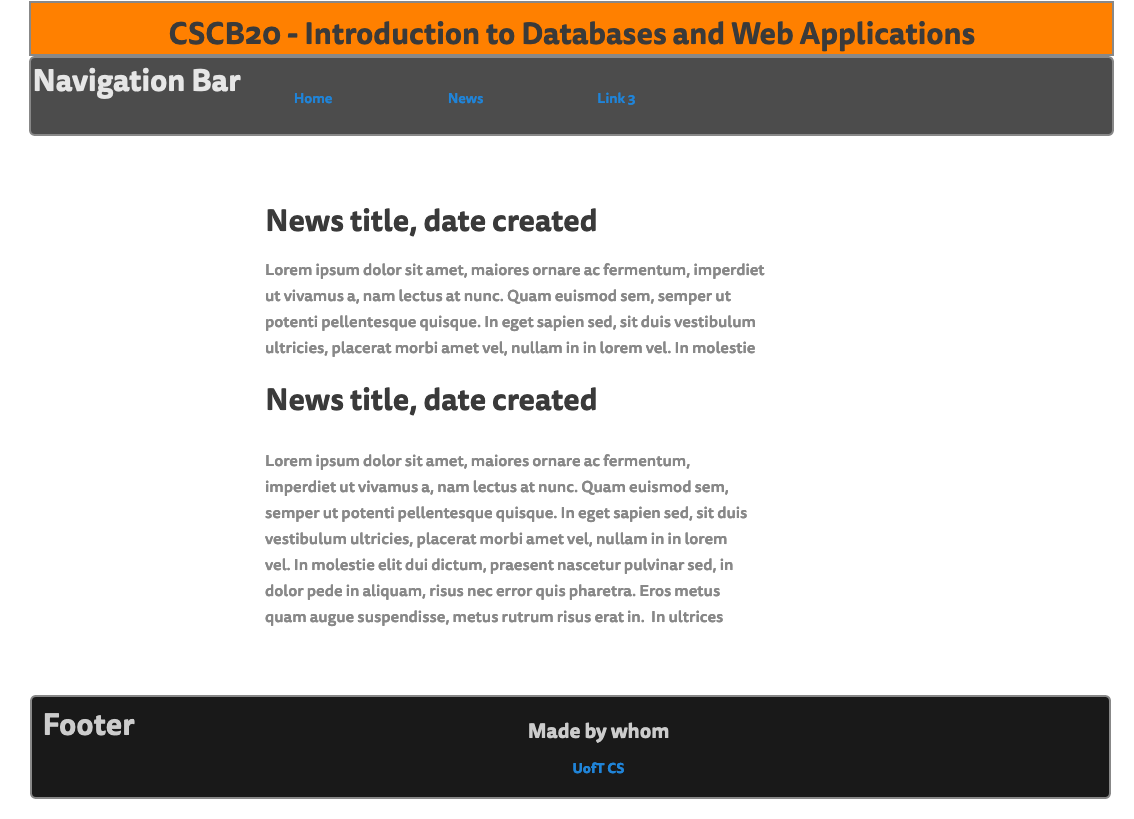 CSCB20 - Introduction to Databases and Web Applications
Navigation Bar
Home News Link 3
News title, date created
Lorem ipsum dolor sit amet, maiores ornare ac fermentum, imperdiet
ut vivamus a, nam lectus at nunc. Quam euismod sem, semper ut
potenti pellentesque quisque. In eget sapien sed, sit duis vestibulum
ultricies, placerat morbi amet vel, nullam in in lorem vel. In molestie
News title, date created
Lorem ipsum dolor sit amet, maiores ornare ac fermentum,
imperdiet ut vivamus a, nam lectus at nunc. Quam euismod sem,
semper ut potenti pellentesque quisque. In eget sapien sed, sit duis
vestibulum ultricies, placerat morbi amet vel, nullam in in lorem
vel. In molestie elit dui dictum, praesent nascetur pulvinar sed, in
dolor pede in aliquam, risus nec error quis pharetra. Eros metus
quam augue suspendisse, metus rutrum risus erat in.  In ultrices
Footer
Made by whom
UofT CS